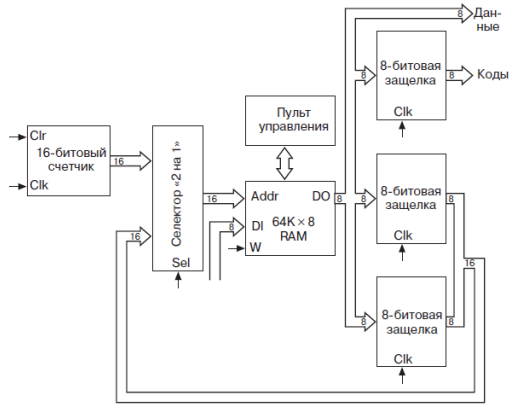 8
Дан-
ные
8-битовая
защелка
8
8
Коды
Clk
Пульт
управления
Clr
16-битовый
счетчик
Clk
16
Селектор «2 на 1»
16
Sel
16
Addr
DO
DI
64K × 8
RAM
W
8
8
8-битовая
защелка
8
8
Clk
16
8-битовая
защелка
8
8
Clk